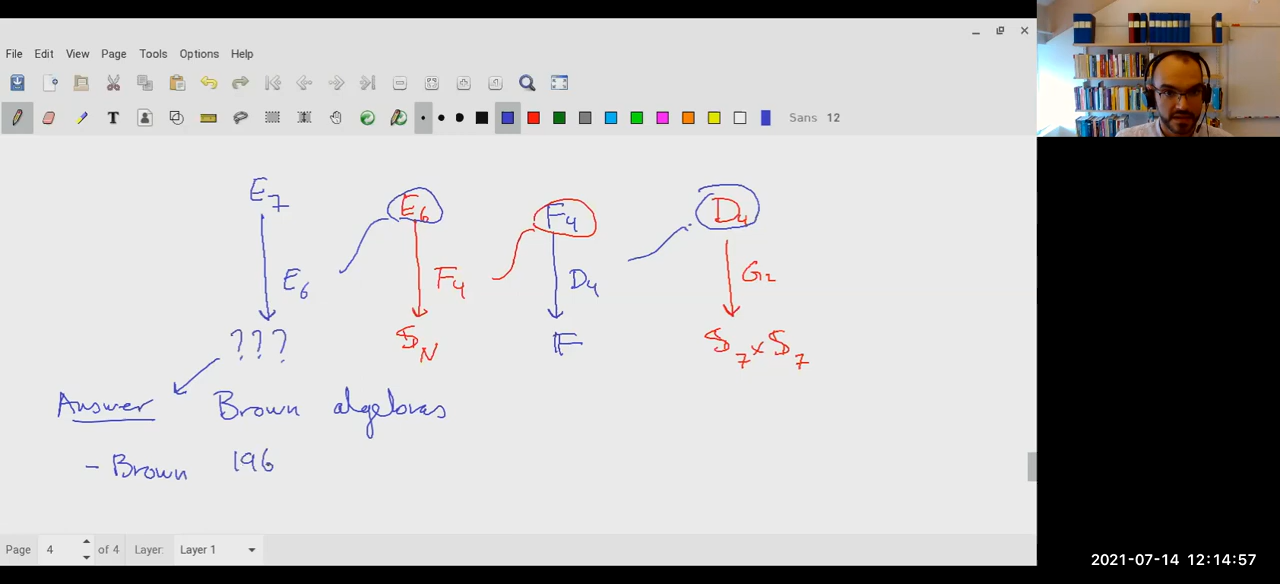 File Edit View Page Tools Options Help
Sans 12
E₇ E₆ F₄ D₄
E₆ F₄ D₄ G₂
??? 𝕊_N 𝔽 𝕊₇ × 𝕊₇
Answer Brown algebras
- Brown 196
Page 4 of 4 Layer: Layer 1
2021-07-14 12:14:57